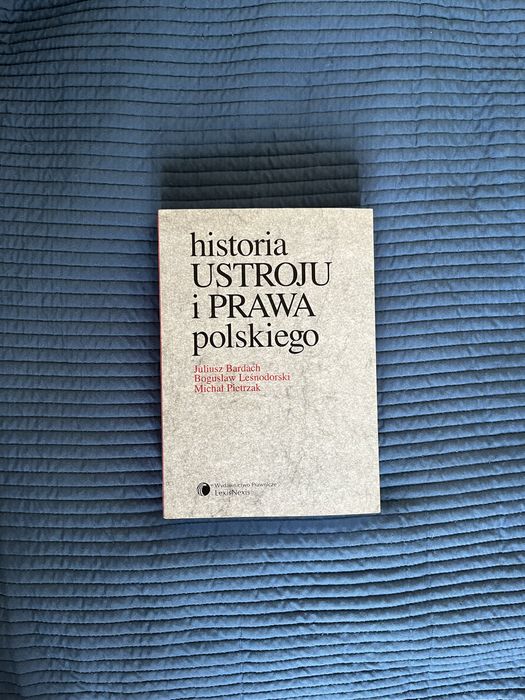 historia
USTROJU
i PRAWA
polskiego
Juliusz Bardach
Bogusław Leśnodorski
Michał Pietrzak
Wydawnictwo Prawnicze
LexisNexis